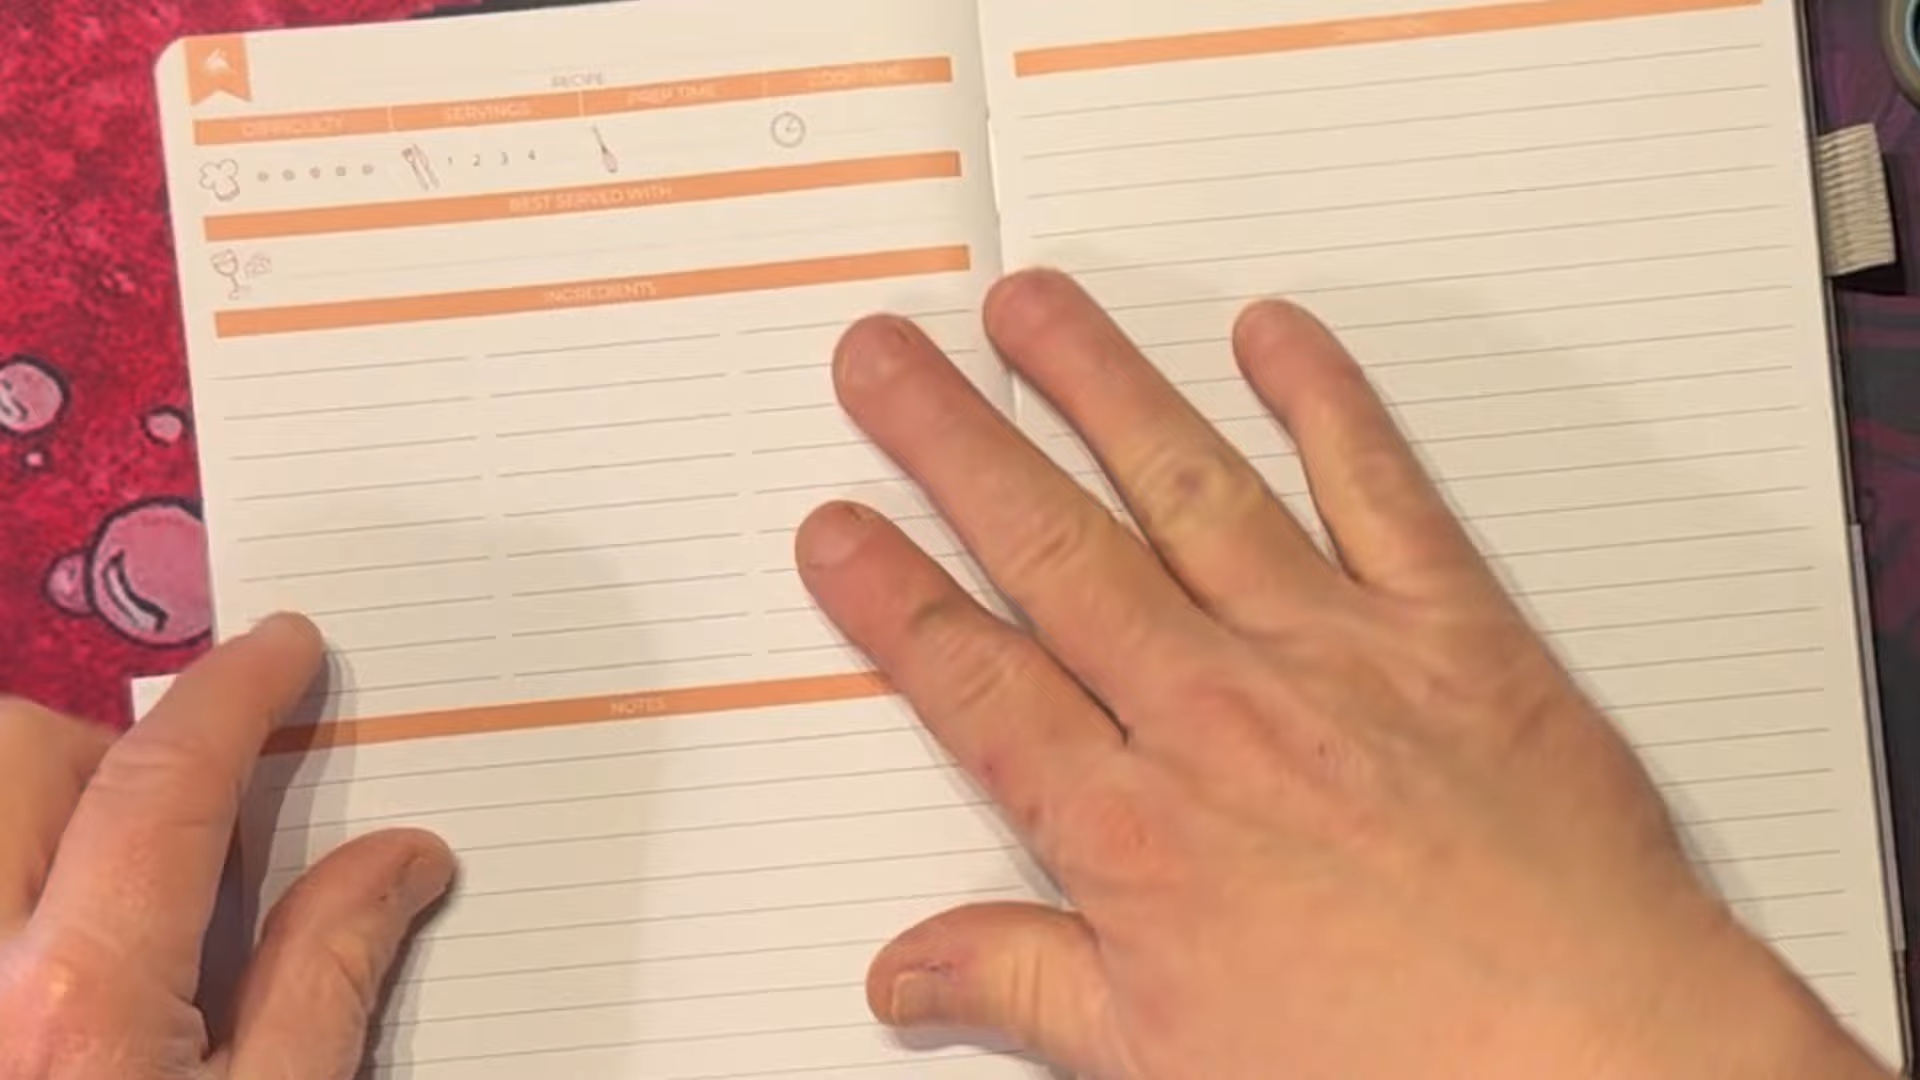 RECIPE
DIFFICULTY SERVINGS PREP TIME COOK TIME
1 2 3 4
BEST SERVED WITH
INGREDIENTS
NOTES